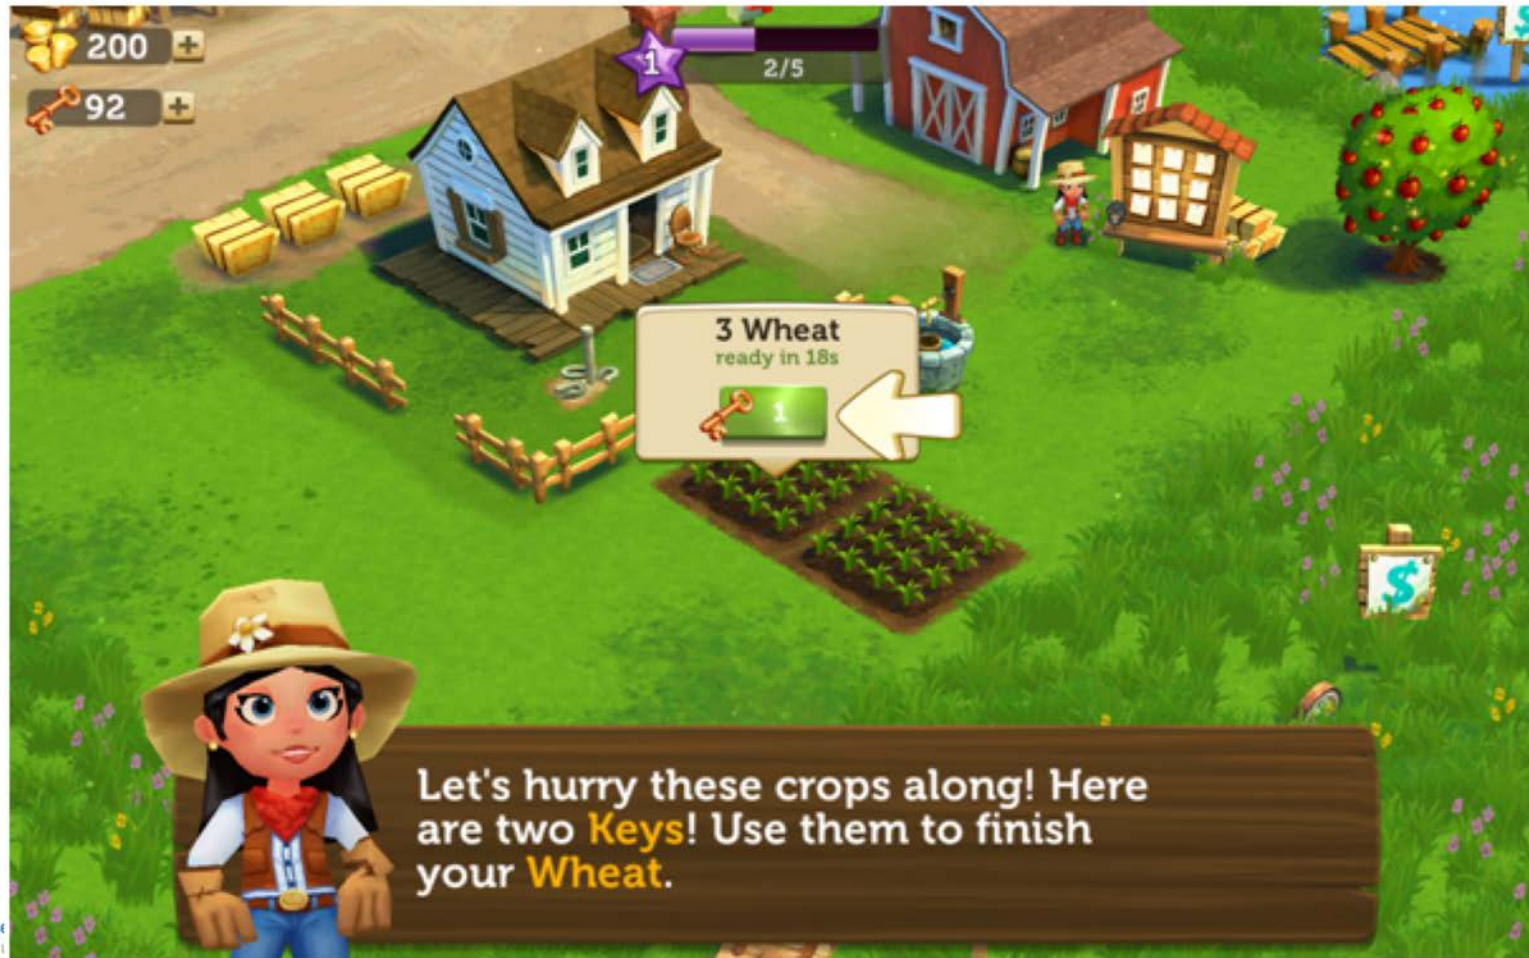 200 +
1
2/5
92 +
$
3 Wheat
ready in 18s
1
$
Let's hurry these crops along! Here
are two Keys! Use them to finish
your Wheat.